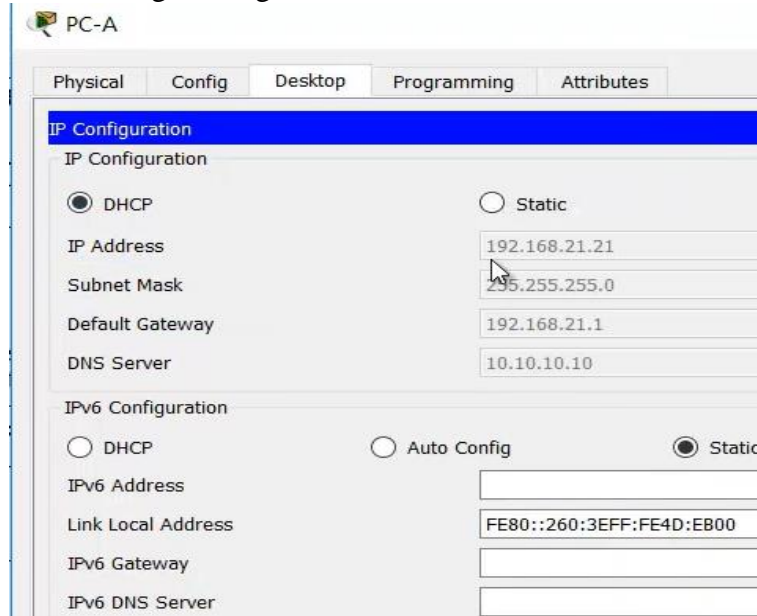 PC-A
Physical Config Desktop Programming Attributes
IP Configuration
IP Configuration
DHCP Static
IP Address 192.168.21.21
Subnet Mask 255.255.255.0
Default Gateway 192.168.21.1
DNS Server 10.10.10.10
IPv6 Configuration
DHCP Auto Config Static
IPv6 Address
Link Local Address FE80::260:3EFF:FE4D:EB00
IPv6 Gateway
IPv6 DNS Server